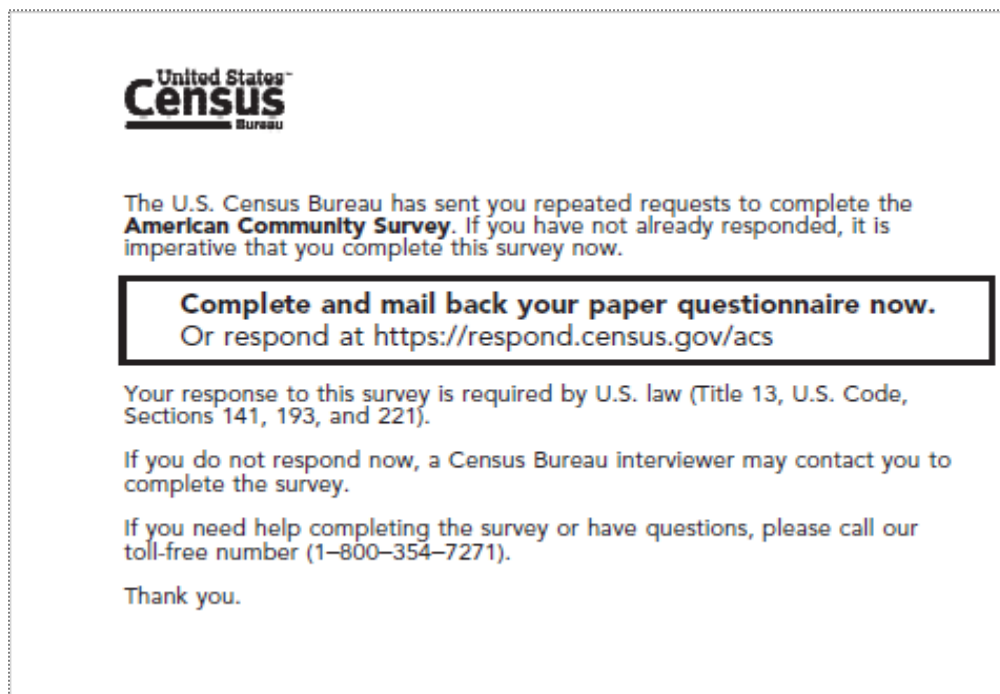 United States™
Census
Bureau
The U.S. Census Bureau has sent you repeated requests to complete the
American Community Survey. If you have not already responded, it is
imperative that you complete this survey now.
Complete and mail back your paper questionnaire now.
Or respond at https://respond.census.gov/acs
Your response to this survey is required by U.S. law (Title 13, U.S. Code,
Sections 141, 193, and 221).
If you do not respond now, a Census Bureau interviewer may contact you to
complete the survey.
If you need help completing the survey or have questions, please call our
toll-free number (1–800–354–7271).
Thank you.